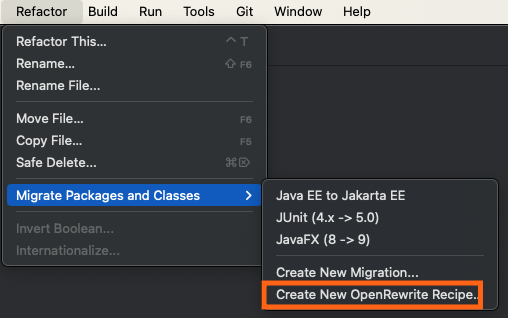 Refactor Build Run Tools Git Window Help
Refactor This... ^ T
Rename... ⇧ F6
Rename File...
Move File... F6
Copy File... F5
Safe Delete... ⌘⌦
Migrate Packages and Classes >
Invert Boolean...
Internationalize...
Java EE to Jakarta EE
JUnit (4.x -> 5.0)
JavaFX (8 -> 9)
Create New Migration...
Create New OpenRewrite Recipe...